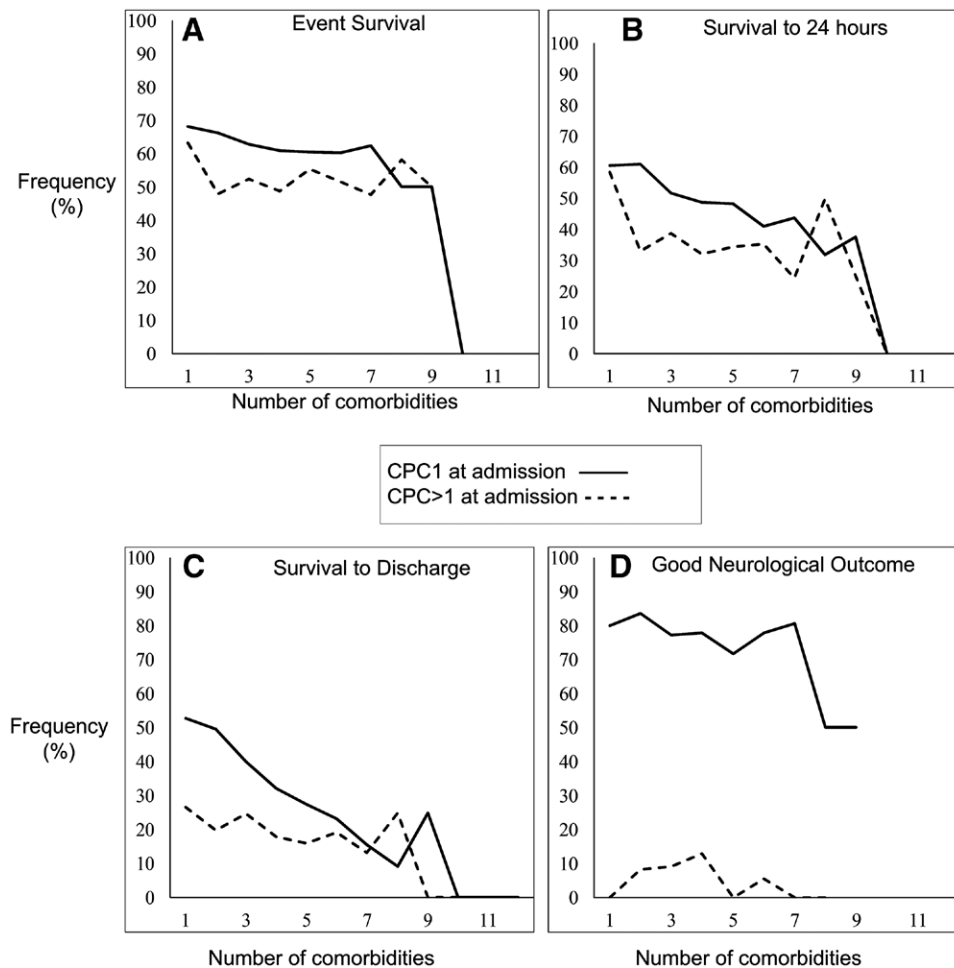 A
Event Survival
100
90
80
70
60
50
40
30
20
10
0
1 3 5 7 9 11
Number of comorbidities
Frequency
(%)
B
Survival to 24 hours
100
90
80
70
60
50
40
30
20
10
0
1 3 5 7 9 11
Number of comorbidities
CPC1 at admission
CPC>1 at admission
C
Survival to Discharge
100
90
80
70
60
50
40
30
20
10
0
1 3 5 7 9 11
Number of comorbidities
Frequency
(%)
D
Good Neurological Outcome
100
90
80
70
60
50
40
30
20
10
0
1 3 5 7 9 11
Number of comorbidities